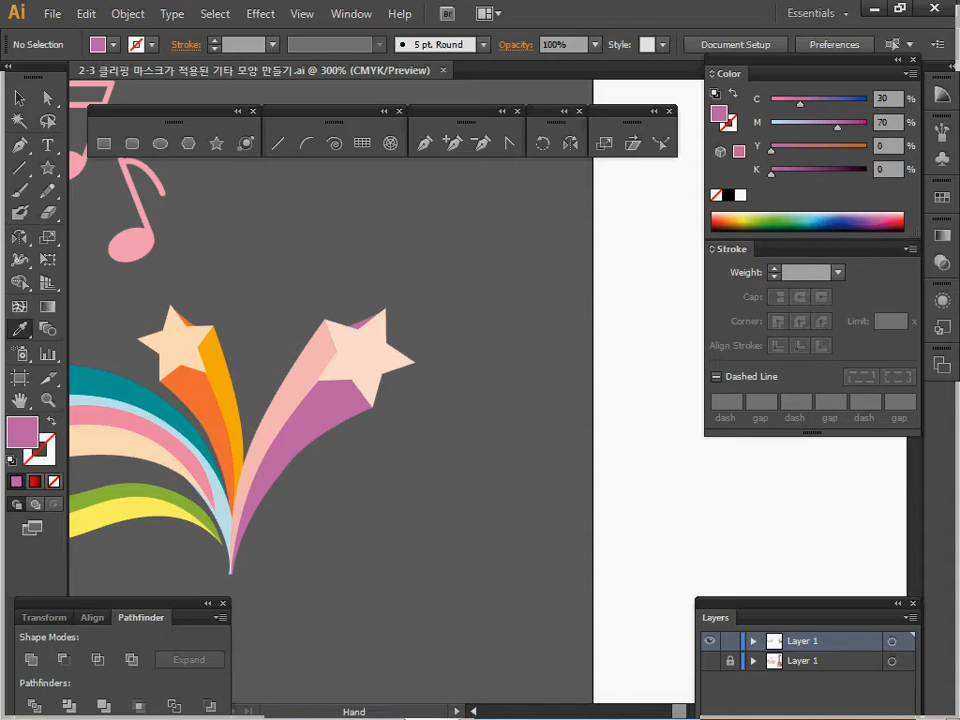 Ai File Edit Object Type Select Effect View Window Help Br Essentials
No Selection Stroke: 5 pt. Round Opacity: 100% Style: Document Setup Preferences
2-3 클리핑 마스크가 적용된 기타 모양 만들기.ai @ 300% (CMYK/Preview)
Color
C 30 %
M 70 %
Y 0 %
K 0 %
Stroke
Weight:
Cap:
Corner: Limit: x
Align Stroke:
Dashed Line
dash gap dash gap dash gap
Transform Align Pathfinder
Shape Modes:
Expand
Pathfinders:
Layers
Layer 1
Layer 1
Hand